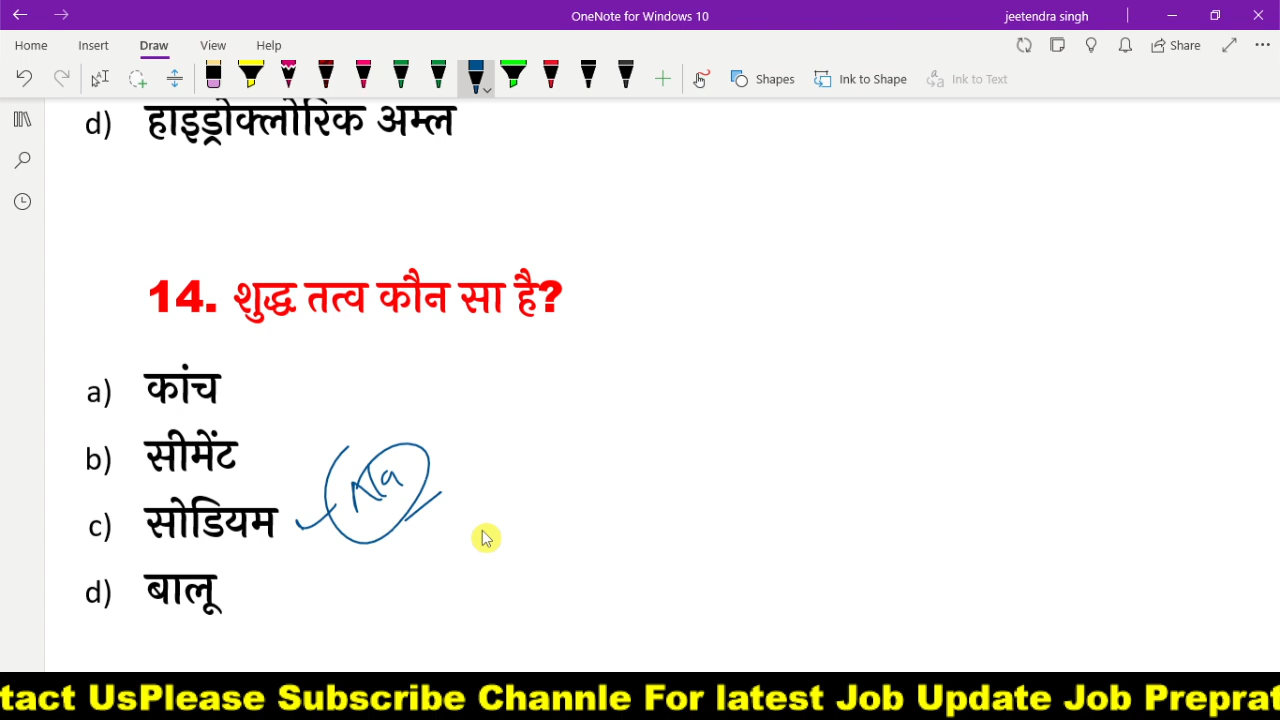 OneNote for Windows 10
jeetendra singh
Home Insert Draw View Help
Share
Shapes
Ink to Shape
Ink to Text
d) हाइड्रोक्लोरिक अम्ल
14. शुद्ध तत्व कौन सा है?
a) कांच
b) सीमेंट
Na
c) सोडियम
d) बालू
tact UsPlease Subscribe Channle For latest Job Update Job Preprat